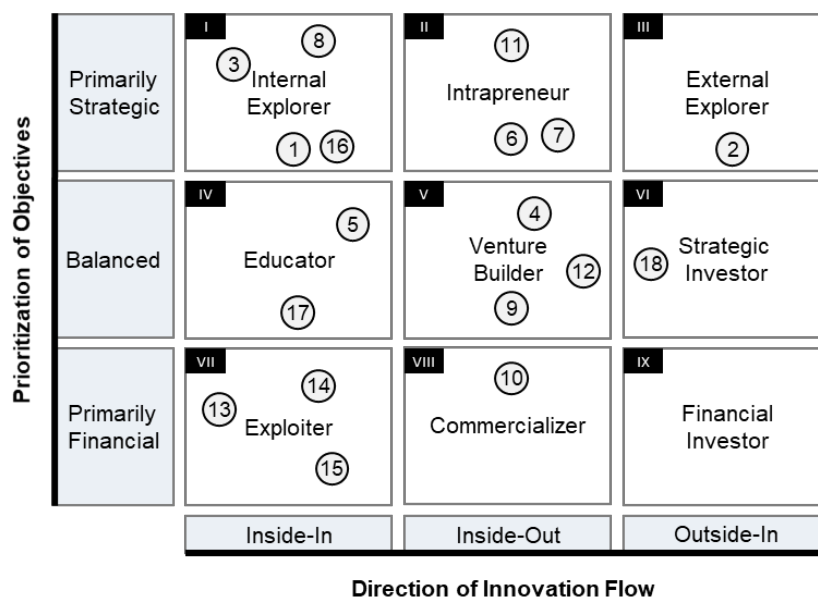 Prioritization of Objectives
Primarily
Strategic
I
3
8
Internal
Explorer
1
16
II
11
Intrapreneur
6
7
III
External
Explorer
2
Balanced
IV
5
Educator
17
V
4
Venture
Builder
12
9
VI
18
Strategic
Investor
Primarily
Financial
VII
14
13
Exploiter
15
VIII
10
Commercializer
IX
Financial
Investor
Inside-In
Inside-Out
Outside-In
Direction of Innovation Flow